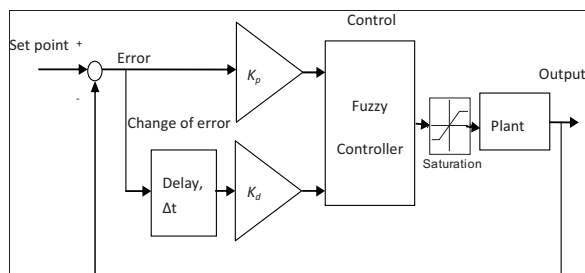 Control
Set point
+
Error
-
K_p
Output
Fuzzy
Controller
Plant
Saturation
Change of error
Delay,
Δt
K_d